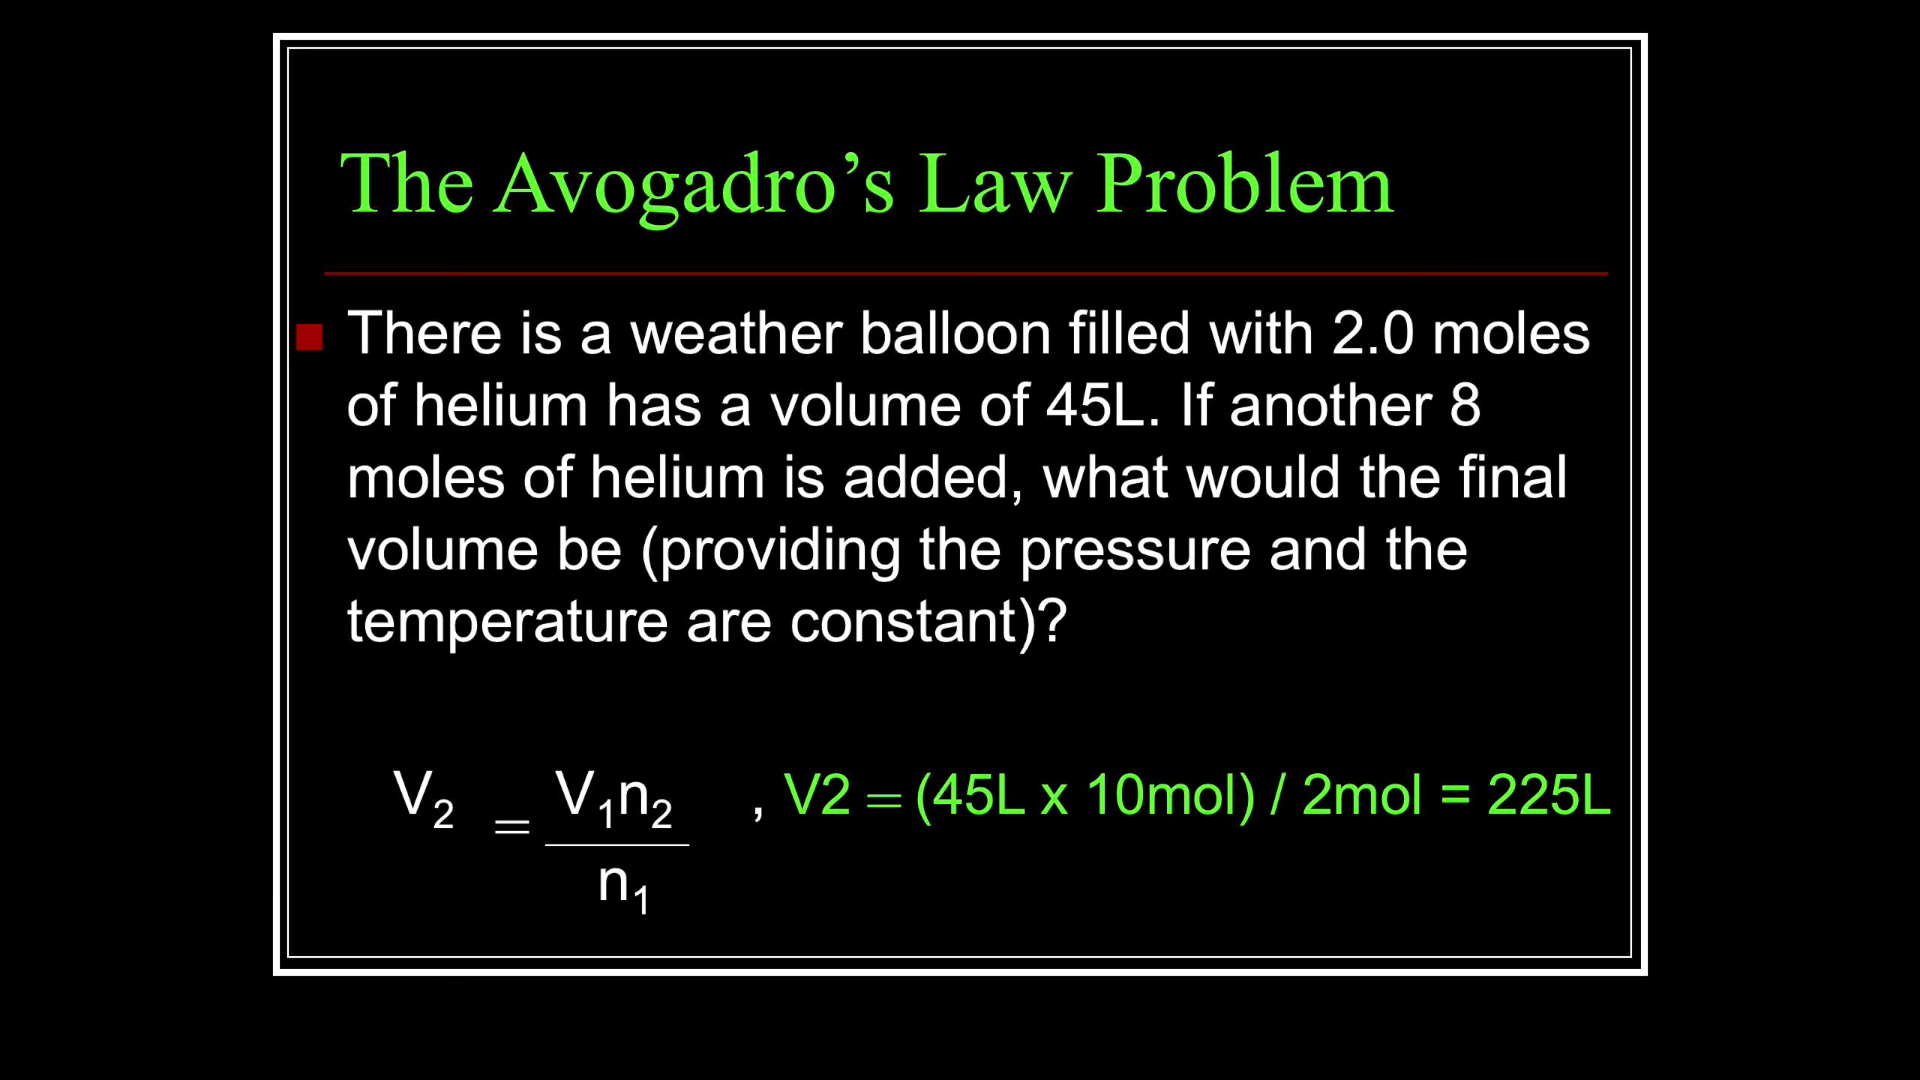 The Avogadro’s Law Problem
There is a weather balloon filled with 2.0 moles
of helium has a volume of 45L. If another 8
moles of helium is added, what would the final
volume be (providing the pressure and the
temperature are constant)?
V₂ = V₁n₂ , V2 = (45L x 10mol) / 2mol = 225L
n₁